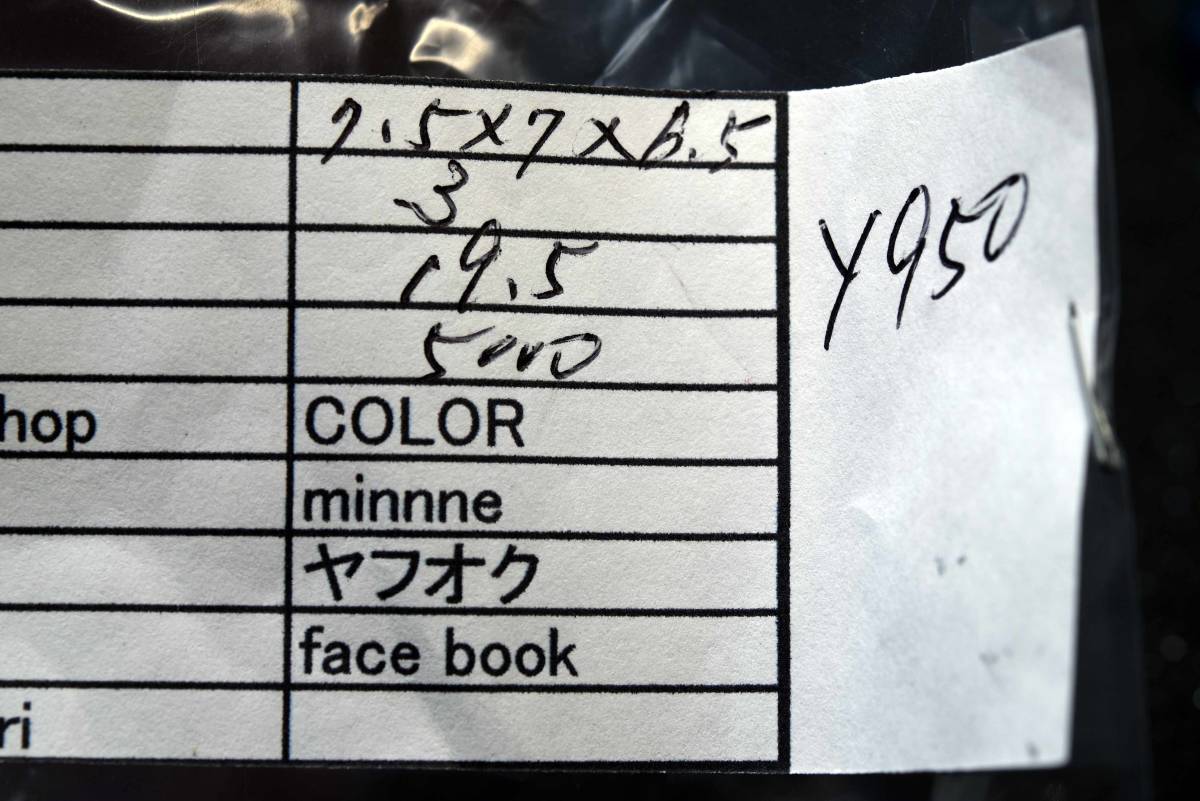 7.5×7×6.5
3
19.5
Y950
5000
hop COLOR
minnne
ヤフオク
face book
ri